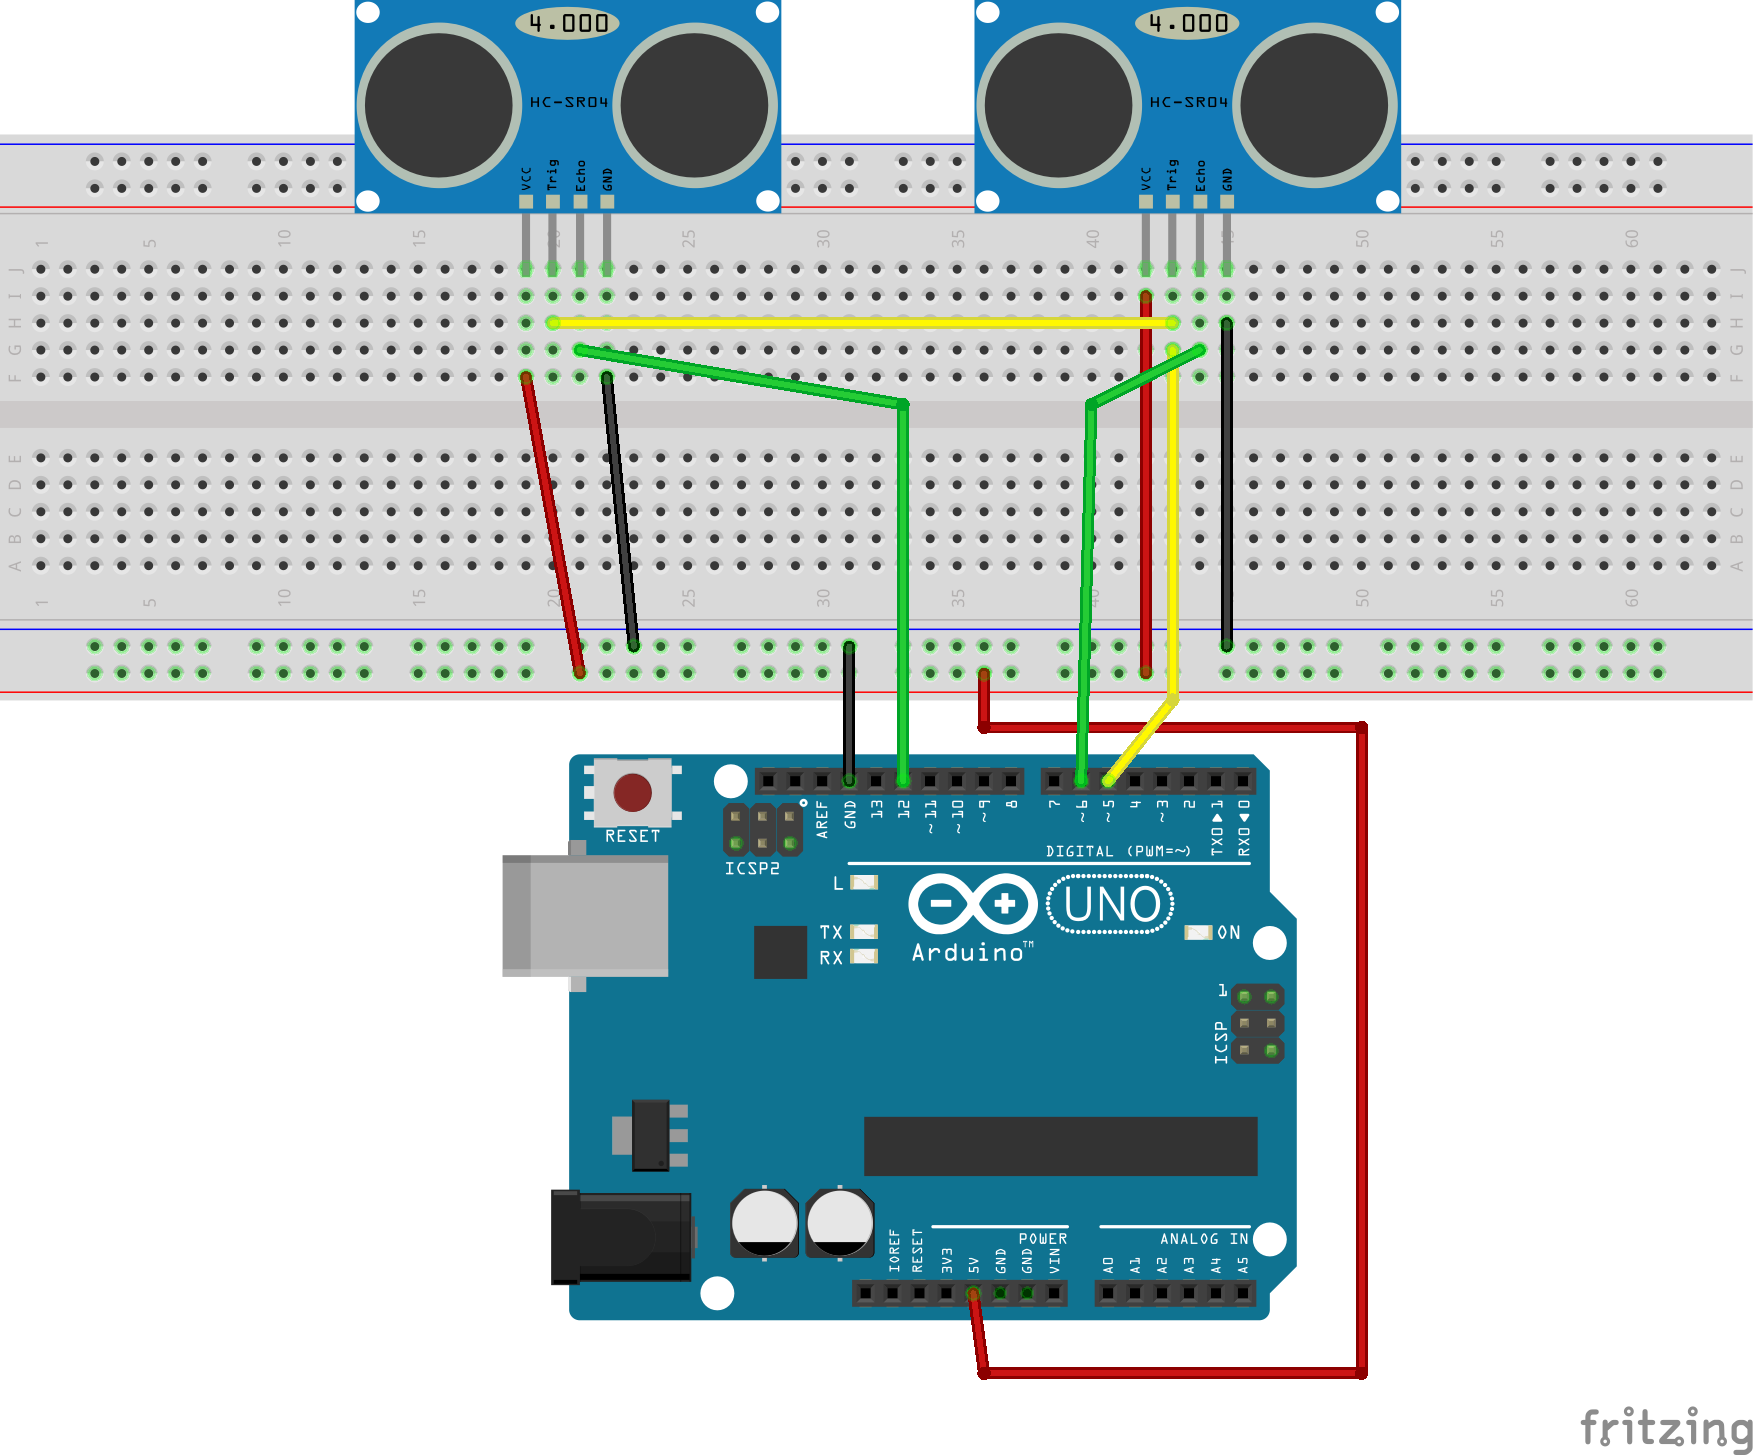 4.000
4.000
HC-SR04
HC-SR04
VCC Trig Echo GND
VCC Trig Echo GND
1 5 10 15 20 25 30 35 40 45 50 55 60
J J
I I
H H
G G
F F
E E
D D
C C
B B
A A
1 5 10 15 20 25 30 35 40 50 55 60
RESET
AREF GND 13 12 ~11 ~10 ~9 8 7 ~6 ~5 4 ~3 2 TX0▶1 RX0◀0
ICSP2
DIGITAL (PWM=~)
L
TX
RX
UNO
Arduino™
ON
1
ICSP
POWER
ANALOG IN
IOREF RESET 3V3 5V GND GND VIN A0 A1 A2 A3 A4 A5
fritzing